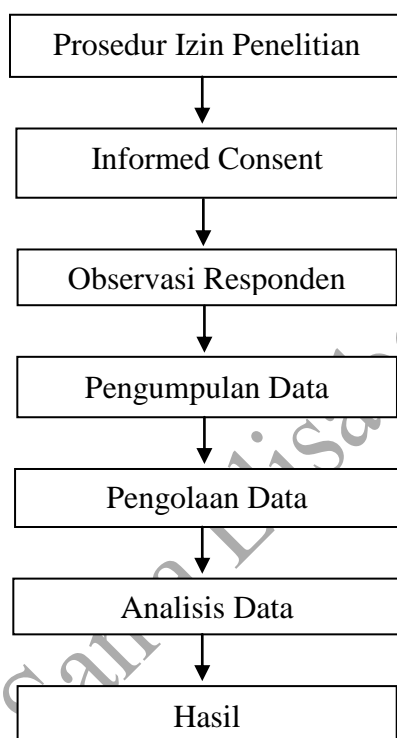 Prosedur Izin Penelitian
Informed Consent
Observasi Responden
Pengumpulan Data
Pengolaan Data
Analisis Data
Hasil